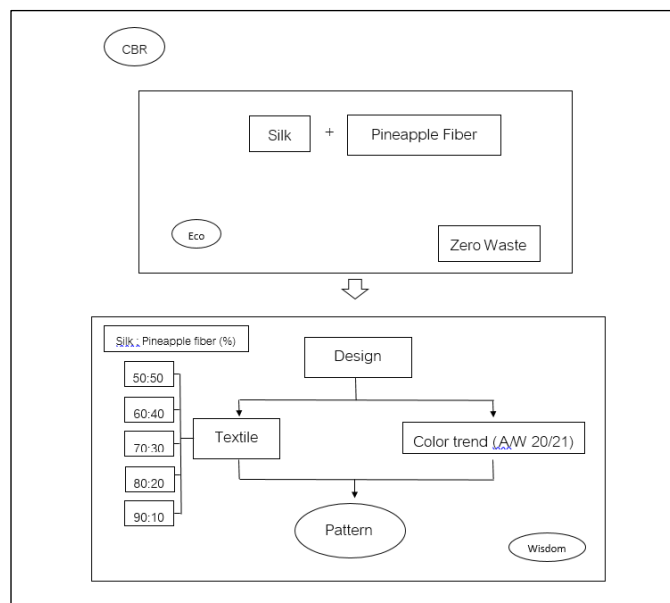 CBR
Silk + Pineapple Fiber
Eco
Zero Waste
Silk : Pineapple fiber (%)
Design
50:50
60:40
Textile
Color trend (A/W 20/21)
70:30
80:20
90:10
Pattern
Wisdom